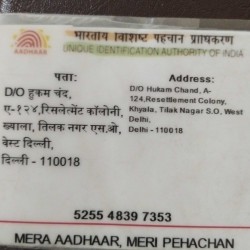 भारतीय विशिष्ट पहचान प्राधिकरण
AADHAAR
UNIQUE IDENTIFICATION AUTHORITY OF INDIA
पता:
D/O हुकम चंद,
ए-१२४,रिसलेमेंट कॉलोनी,
ख्याला, तिलक नगर एस.ओ,
वेस्ट दिल्ली,
दिल्ली - 110018
Address:
D/O Hukam Chand, A-
124,Resettlement Colony,
Khyala, Tilak Nagar S.O, West
Delhi,
Delhi - 110018
5255 4839 7353
MERA AADHAAR, MERI PEHACHAN